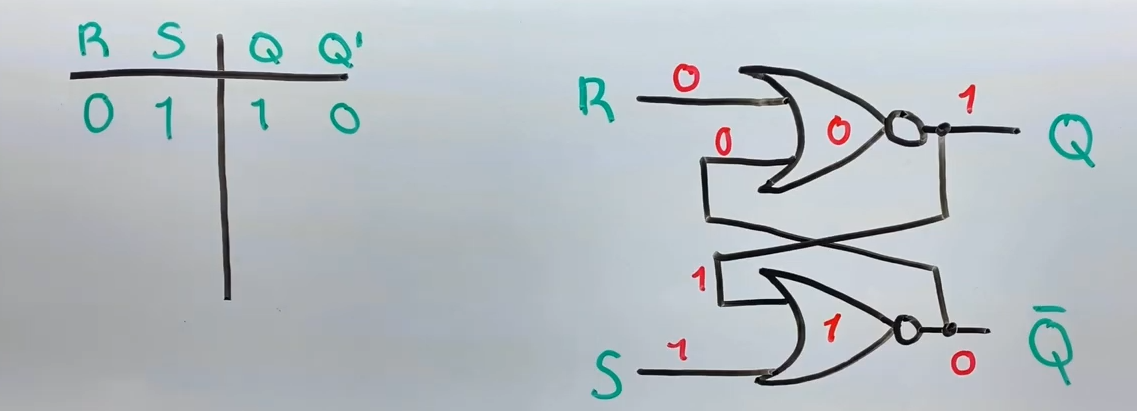 R S Q Q'
0 1 1 0
R 0 0 0 1 Q
1
S 1 1 0 Q̅